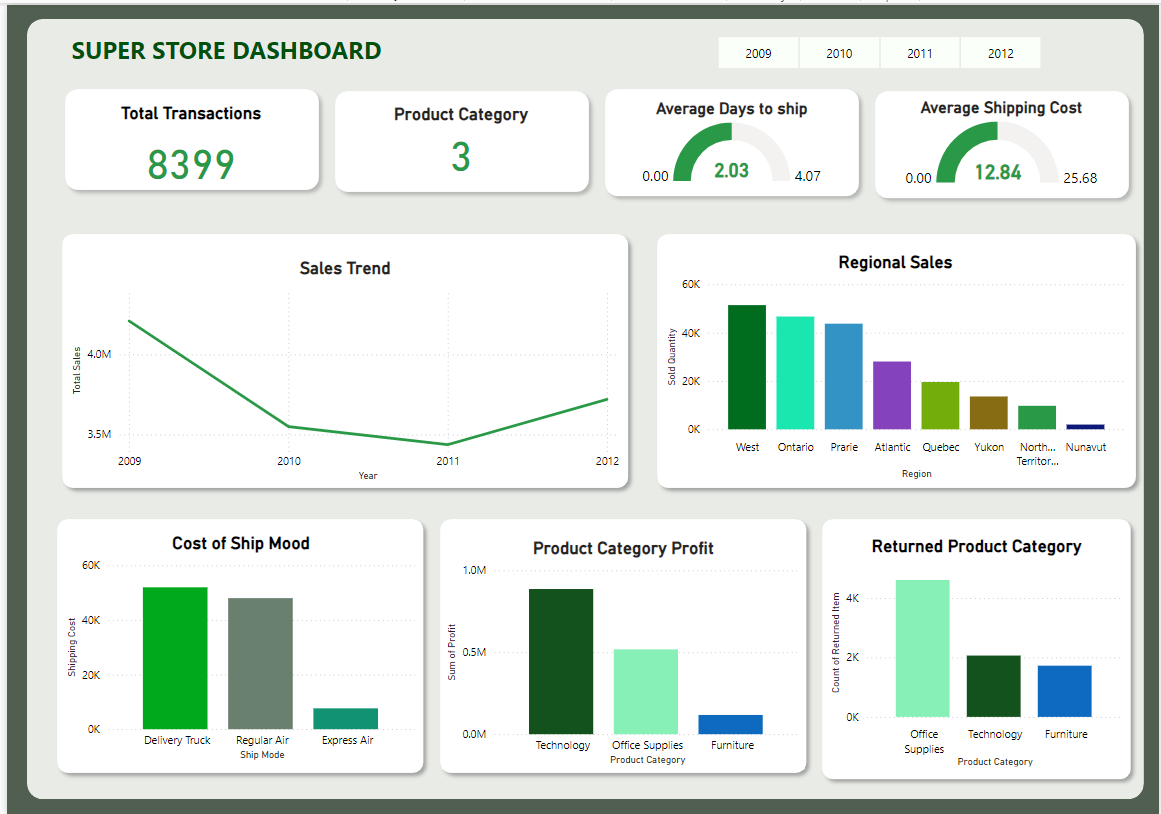 SUPER STORE DASHBOARD
2009
2010
2011
2012
Total Transactions
8399
Product Category
3
Average Days to ship
0.00
2.03
4.07
Average Shipping Cost
0.00
12.84
25.68
Sales Trend
Total Sales
4.0M
3.5M
2009
2010
2011
2012
Year
Regional Sales
Sold Quantity
60K
40K
20K
0K
West
Ontario
Prarie
Atlantic
Quebec
Yukon
North...
Territor...
Nunavut
Region
Cost of Ship Mood
Shipping Cost
60K
40K
20K
0K
Delivery Truck
Regular Air
Express Air
Ship Mode
Product Category Profit
Sum of Profit
1.0M
0.5M
0.0M
Technology
Office Supplies
Furniture
Product Category
Returned Product Category
Count of Returned Item
4K
2K
0K
Office
Supplies
Technology
Furniture
Product Category